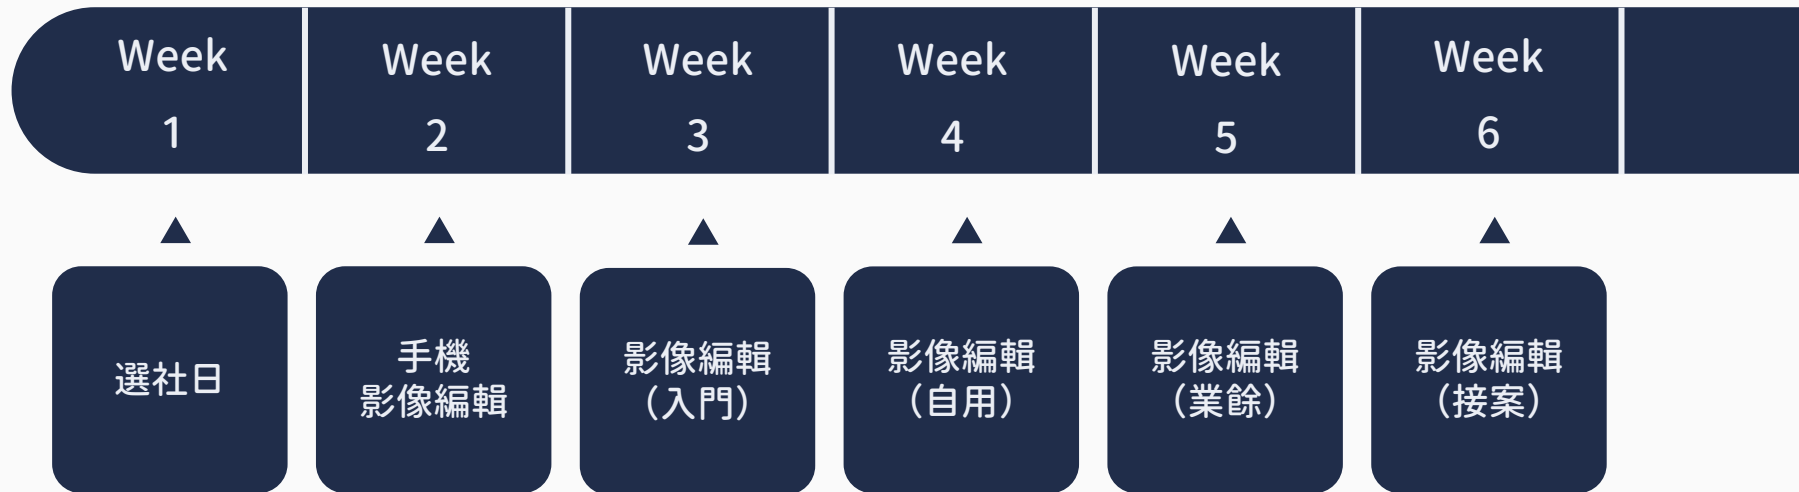 Week
1
Week
2
Week
3
Week
4
Week
5
Week
6
選社日
手機
影像編輯
影像編輯
（入門）
影像編輯
（自用）
影像編輯
（業餘）
影像編輯
（接案）